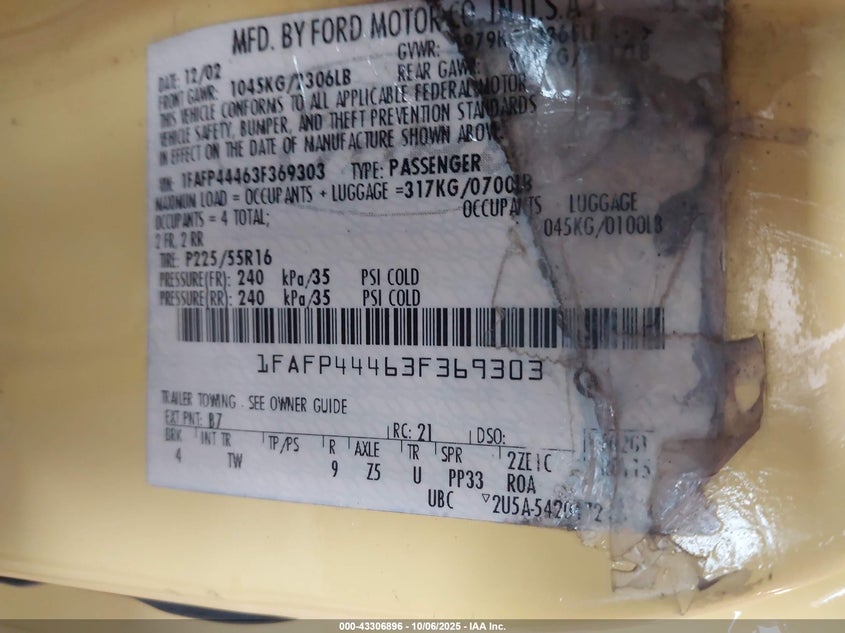 MFD. BY FORD MOTOR CO. IN U.S.A.
DATE: 12/02 GVWR:
FRONT GAWR: 1045KG/2306LB REAR GAWR:
THIS VEHICLE CONFORMS TO ALL APPLICABLE FEDERAL MOTOR
VEHICLE SAFETY, BUMPER, AND THEFT PREVENTION STANDARDS
IN EFFECT ON THE DATE OF MANUFACTURE SHOWN ABOVE.
VIN: 1FAFP44463F369303 TYPE: PASSENGER
MAXIMUM LOAD = OCCUPANTS + LUGGAGE =317KG/0700LB
OCCUPANTS = 4 TOTAL; OCCUPANTS LUGGAGE
2 FR, 2 RR 045KG/0100LB
TIRE: P225/55R16
PRESSURE(FR): 240 kPa/35 PSI COLD
PRESSURE(RR): 240 kPa/35 PSI COLD
1FAFP44463F369303
TRAILER TOWING - SEE OWNER GUIDE
EXT PNT: B7 RC: 21 DSO:
BRK INT TR TP/PS R AXLE TR SPR 2ZE1C
4 TW 9 Z5 U PP33 ROA
UBC 2U5A-5420472
000-43306896 - 10/06/2025 - IAA Inc.